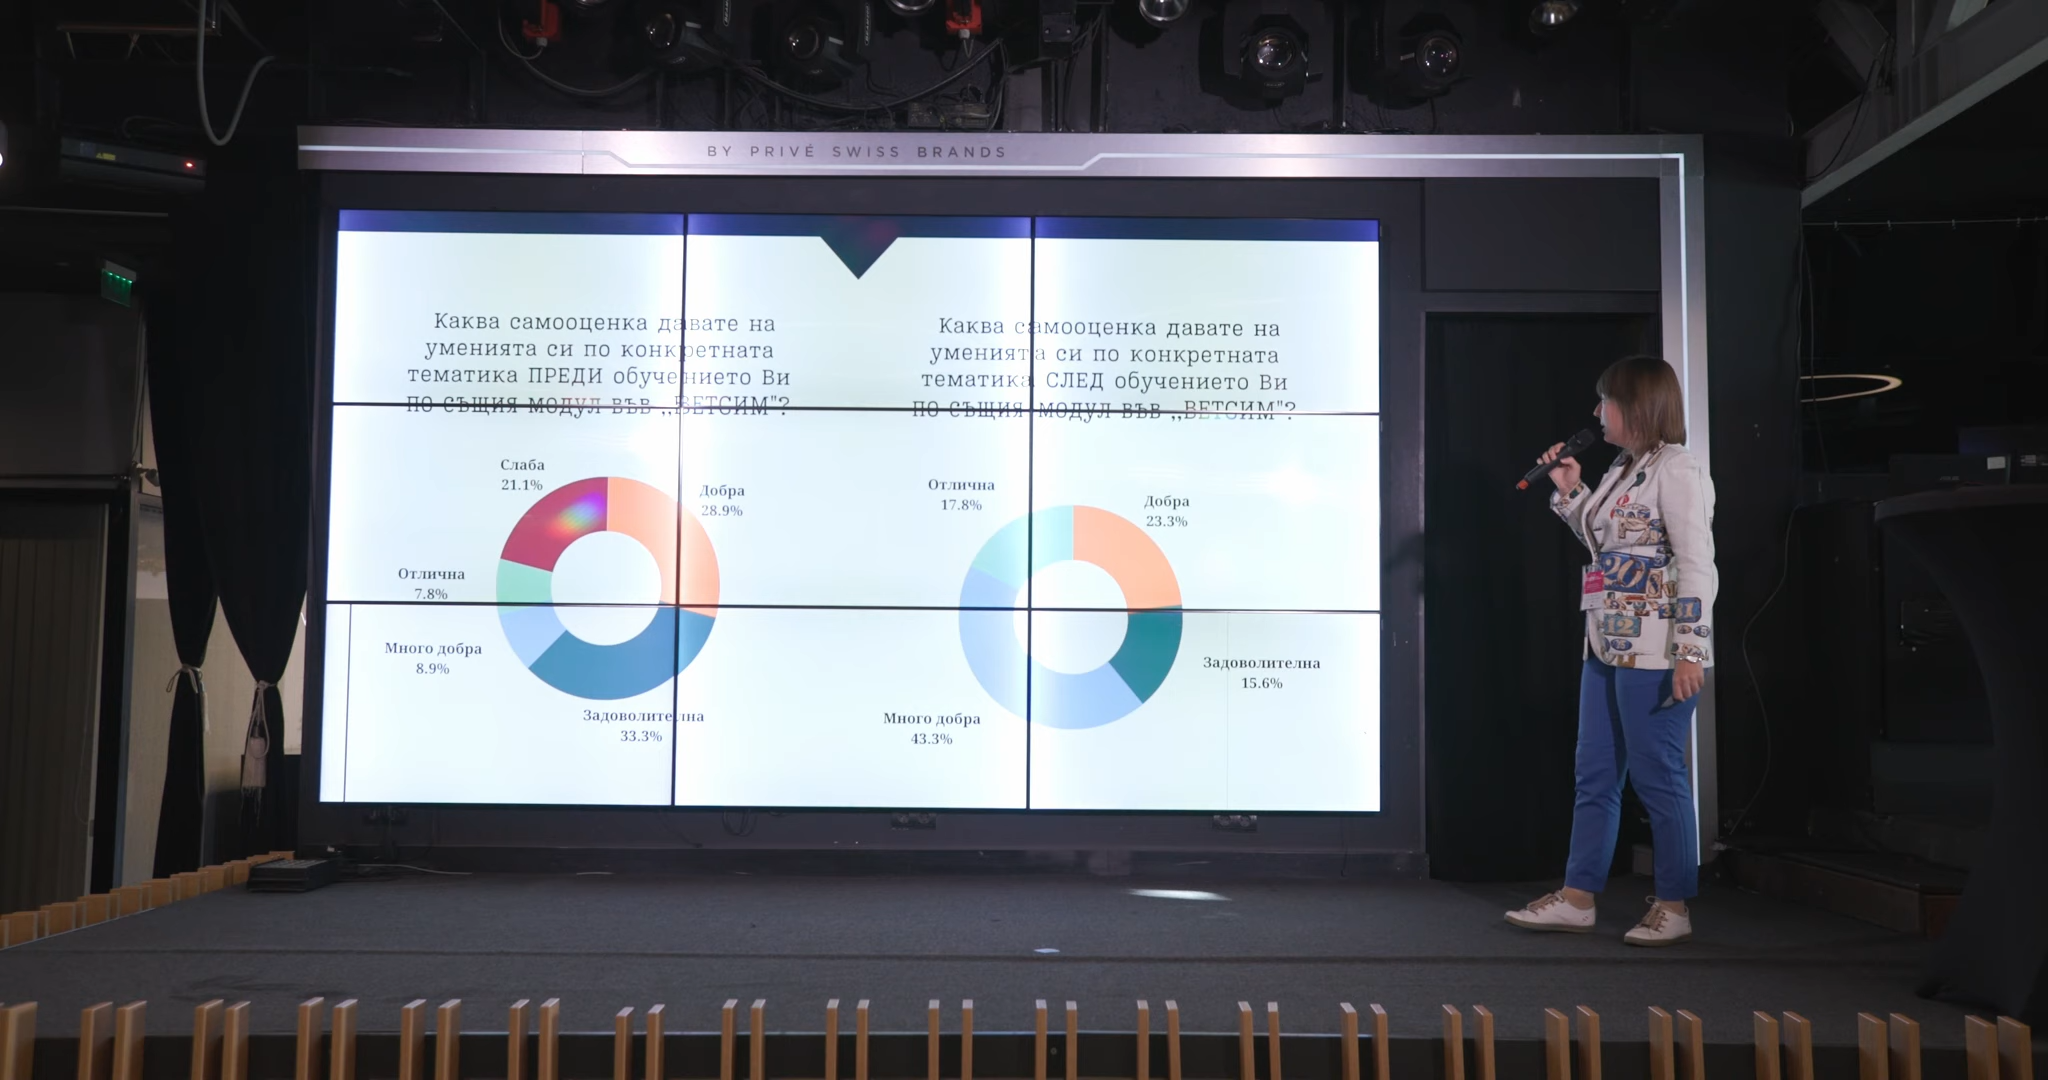 BY PRIVÉ SWISS BRANDS
Каква самооценка давате на
уменията си по конкретната
тематика ПРЕДИ обучението Ви
по същия модул във „ВЕТСИМ"?
Слаба
21.1%
Добра
28.9%
Отлична
7.8%
Много добра
8.9%
Задоволителна
33.3%
Каква самооценка давате на
уменията си по конкретната
тематика СЛЕД обучението Ви
по същия модул във „ВЕТСИМ"?
Отлична
17.8%
Добра
23.3%
Задоволителна
15.6%
Много добра
43.3%